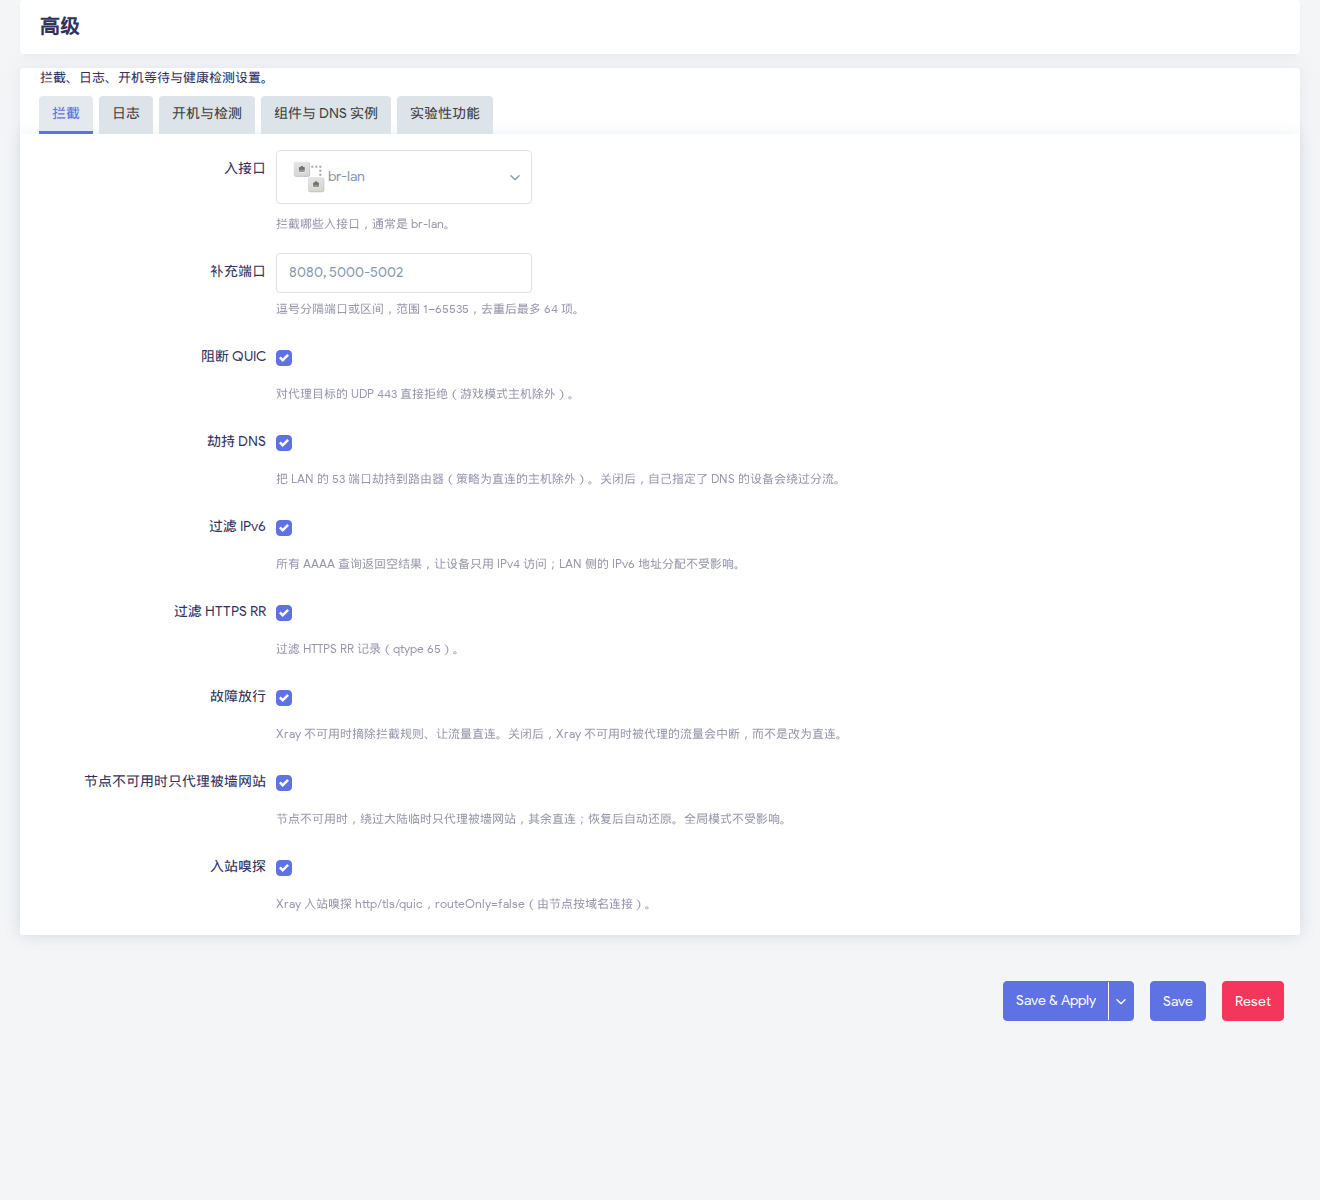 高级
拦截、日志、开机等待与健康检测设置。
拦截 日志 开机与检测 组件与 DNS 实例 实验性功能
入接口 br-lan
拦截哪些入接口，通常是 br-lan。
补充端口 8080, 5000-5002
逗号分隔端口或区间，范围 1–65535，去重后最多 64 项。
阻断 QUIC
对代理目标的 UDP 443 直接拒绝（游戏模式主机除外）。
劫持 DNS
把 LAN 的 53 端口劫持到路由器（策略为直连的主机除外）。关闭后，自己指定了 DNS 的设备会绕过分流。
过滤 IPv6
所有 AAAA 查询返回空结果，让设备只用 IPv4 访问；LAN 侧的 IPv6 地址分配不受影响。
过滤 HTTPS RR
过滤 HTTPS RR 记录（qtype 65）。
故障放行
Xray 不可用时摘除拦截规则、让流量直连。关闭后，Xray 不可用时被代理的流量会中断，而不是改为直连。
节点不可用时只代理被墙网站
节点不可用时，绕过大陆临时只代理被墙网站，其余直连；恢复后自动还原。全局模式不受影响。
入站嗅探
Xray 入站嗅探 http/tls/quic，routeOnly=false（由节点按域名连接）。
Save & Apply Save Reset